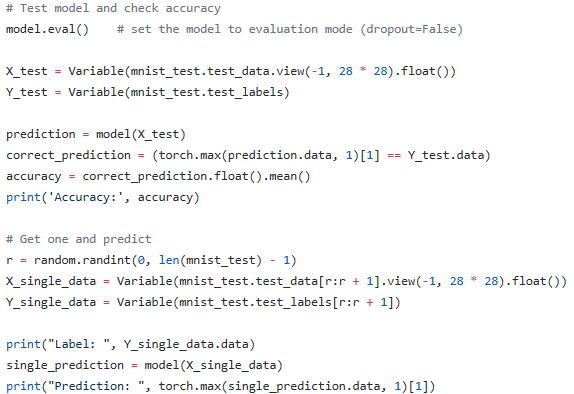 # Test model and check accuracy
model.eval()    # set the model to evaluation mode (dropout=False)
X_test = Variable(mnist_test.test_data.view(-1, 28 * 28).float())
Y_test = Variable(mnist_test.test_labels)
prediction = model(X_test)
correct_prediction = (torch.max(prediction.data, 1)[1] == Y_test.data)
accuracy = correct_prediction.float().mean()
print('Accuracy:', accuracy)
# Get one and predict
r = random.randint(0, len(mnist_test) - 1)
X_single_data = Variable(mnist_test.test_data[r:r + 1].view(-1, 28 * 28).float())
Y_single_data = Variable(mnist_test.test_labels[r:r + 1])
print("Label: ", Y_single_data.data)
single_prediction = model(X_single_data)
print("Prediction: ", torch.max(single_prediction.data, 1)[1])